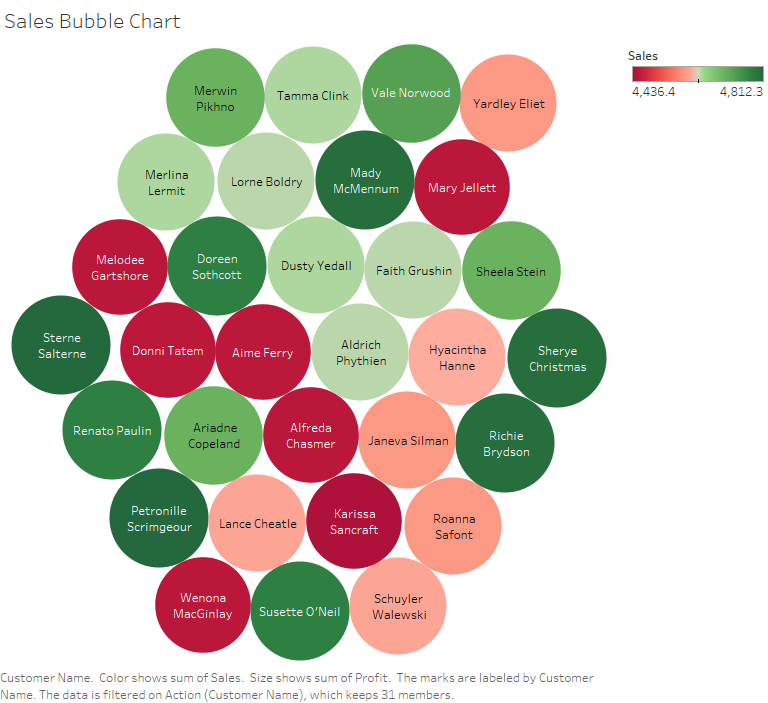 Sales Bubble Chart
Sales
4,436.4 4,812.3
Merwin
Pikhno
Tamma Clink
Vale Norwood
Yardley Eliet
Merlina
Lermit
Lorne Boldry
Mady
McMennum
Mary Jellett
Melodee
Gartshore
Doreen
Sothcott
Dusty Yedall
Faith Grushin
Sheela Stein
Sterne
Salterne
Donni Tatem
Aime Ferry
Aldrich
Phythien
Hyacintha
Hanne
Sherye
Christmas
Renato Paulin
Ariadne
Copeland
Alfreda
Chasmer
Janeva Silman
Richie
Brydson
Petronille
Scrimgeour
Lance Cheatle
Karissa
Sancraft
Roanna
Safont
Wenona
MacGinlay
Susette O'Neil
Schuyler
Walewski
Customer Name.  Color shows sum of Sales.  Size shows sum of Profit.  The marks are labeled by Customer
Name. The data is filtered on Action (Customer Name), which keeps 31 members.